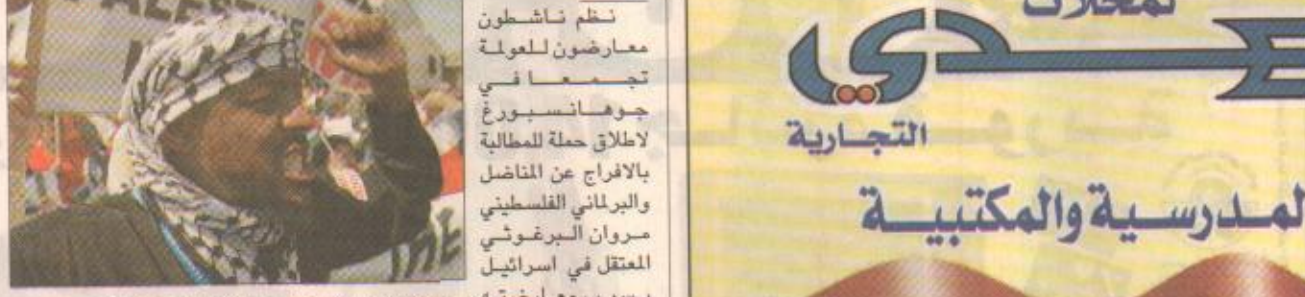 نظم ناشطون
معارضون للعولمة
تجمعا في
جوهانسبورغ
لاطلاق حملة للمطالبة
بالافراج عن المناضل
والبرلماني الفلسطيني
مروان البرغوثي
المعتقل في اسرائيل
لمحلات
التجارية
المدرسية والمكتبية